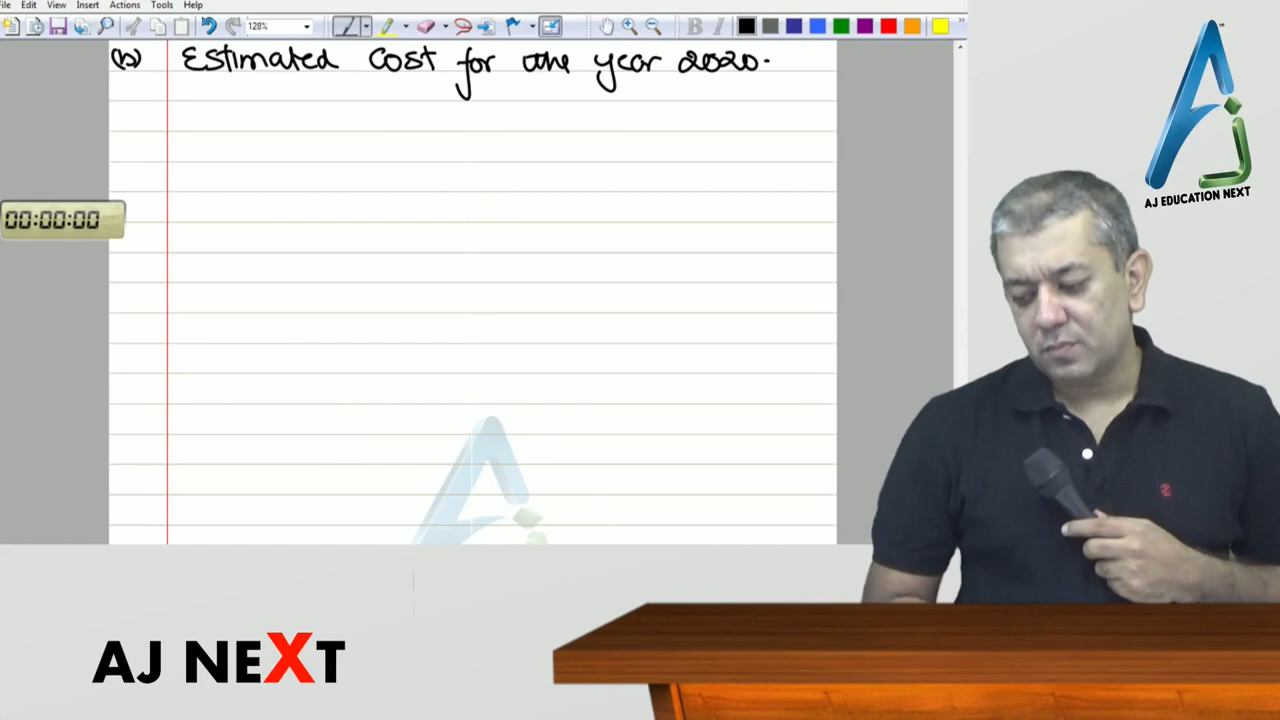 File Edit View Insert Actions Tools Help
128%
B I
(b) Estimated Cost for the year 2020.
00:00:00
AJ EDUCATION NEXT
AJ NEXT